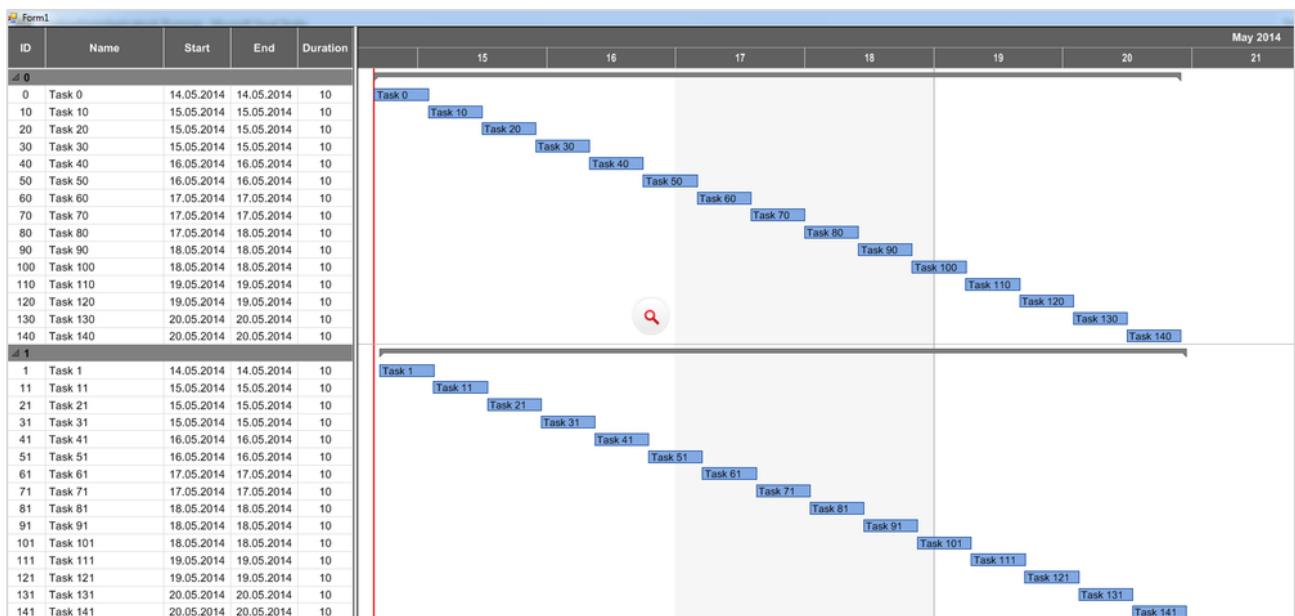 Form1
May 2014
ID Name Start End Duration
15 16 17 18 19 20 21
0
0 Task 0 14.05.2014 14.05.2014 10 Task 0
10 Task 10 15.05.2014 15.05.2014 10 Task 10
20 Task 20 15.05.2014 15.05.2014 10 Task 20
30 Task 30 15.05.2014 15.05.2014 10 Task 30
40 Task 40 16.05.2014 16.05.2014 10 Task 40
50 Task 50 16.05.2014 16.05.2014 10 Task 50
60 Task 60 17.05.2014 17.05.2014 10 Task 60
70 Task 70 17.05.2014 17.05.2014 10 Task 70
80 Task 80 17.05.2014 18.05.2014 10 Task 80
90 Task 90 18.05.2014 18.05.2014 10 Task 90
100 Task 100 18.05.2014 18.05.2014 10 Task 100
110 Task 110 19.05.2014 19.05.2014 10 Task 110
120 Task 120 19.05.2014 19.05.2014 10 Task 120
130 Task 130 20.05.2014 20.05.2014 10 Task 130
140 Task 140 20.05.2014 20.05.2014 10 Task 140
1
1 Task 1 14.05.2014 14.05.2014 10 Task 1
11 Task 11 15.05.2014 15.05.2014 10 Task 11
21 Task 21 15.05.2014 15.05.2014 10 Task 21
31 Task 31 15.05.2014 15.05.2014 10 Task 31
41 Task 41 16.05.2014 16.05.2014 10 Task 41
51 Task 51 16.05.2014 16.05.2014 10 Task 51
61 Task 61 17.05.2014 17.05.2014 10 Task 61
71 Task 71 17.05.2014 17.05.2014 10 Task 71
81 Task 81 18.05.2014 18.05.2014 10 Task 81
91 Task 91 18.05.2014 18.05.2014 10 Task 91
101 Task 101 18.05.2014 18.05.2014 10 Task 101
111 Task 111 19.05.2014 19.05.2014 10 Task 111
121 Task 121 19.05.2014 19.05.2014 10 Task 121
131 Task 131 20.05.2014 20.05.2014 10 Task 131
141 Task 141 20.05.2014 20.05.2014 10 Task 141